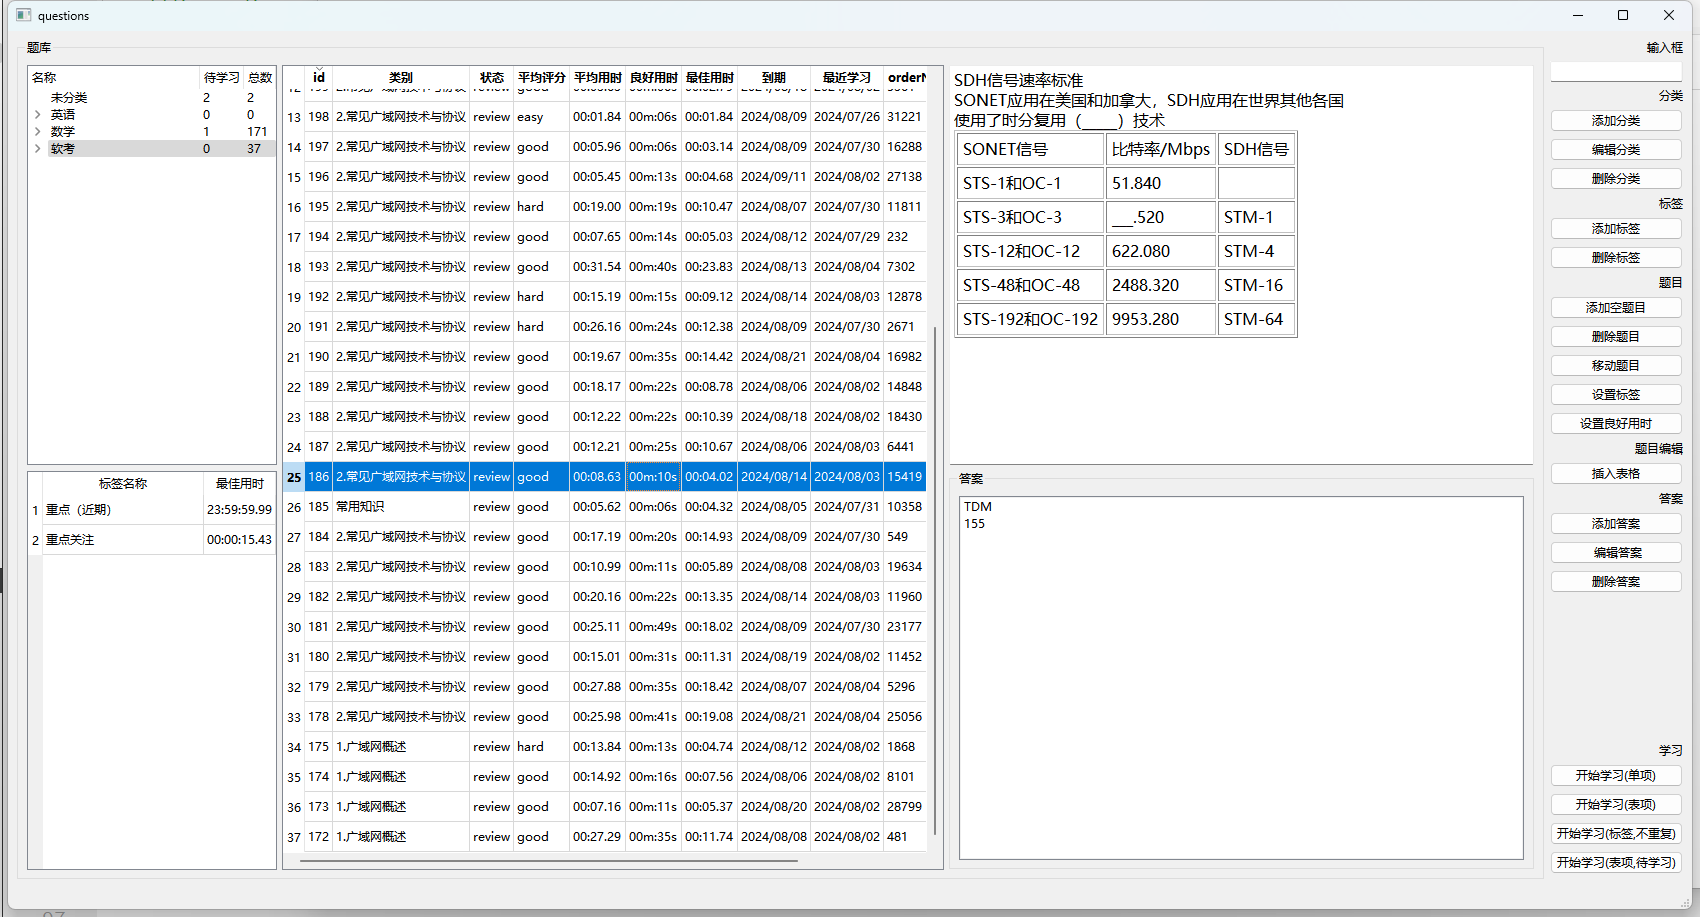 questions
题库
名称 待学习 总数
未分类 2 2
英语 0 0
数学 1 171
软考 0 37
标签名称 最佳用时
1 重点（近期） 23:59:59.99
2 重点关注 00:00:15.43
id 类别 状态 平均评分 平均用时 良好用时 最佳用时 到期 最近学习 orderN
13 198 2.常见广域网技术与协议 review easy 00:01.84 00m:06s 00:01.84 2024/08/09 2024/07/26 31221
14 197 2.常见广域网技术与协议 review good 00:05.96 00m:06s 00:03.14 2024/08/09 2024/07/30 16288
15 196 2.常见广域网技术与协议 review good 00:05.45 00m:13s 00:04.68 2024/09/11 2024/08/02 27138
16 195 2.常见广域网技术与协议 review hard 00:19.00 00m:19s 00:10.47 2024/08/07 2024/07/30 11811
17 194 2.常见广域网技术与协议 review good 00:07.65 00m:14s 00:05.03 2024/08/12 2024/07/29 232
18 193 2.常见广域网技术与协议 review good 00:31.54 00m:40s 00:23.83 2024/08/13 2024/08/04 7302
19 192 2.常见广域网技术与协议 review hard 00:15.19 00m:15s 00:09.12 2024/08/14 2024/08/03 12878
20 191 2.常见广域网技术与协议 review hard 00:26.16 00m:24s 00:12.38 2024/08/09 2024/07/30 2671
21 190 2.常见广域网技术与协议 review good 00:19.67 00m:35s 00:14.42 2024/08/21 2024/08/04 16982
22 189 2.常见广域网技术与协议 review good 00:18.17 00m:22s 00:08.78 2024/08/06 2024/08/02 14848
23 188 2.常见广域网技术与协议 review good 00:12.22 00m:22s 00:10.39 2024/08/18 2024/08/02 18430
24 187 2.常见广域网技术与协议 review good 00:12.21 00m:25s 00:10.67 2024/08/06 2024/08/03 6441
25 186 2.常见广域网技术与协议 review good 00:08.63 00m:10s 00:04.02 2024/08/14 2024/08/03 15419
26 185 常用知识 review good 00:05.62 00m:06s 00:04.32 2024/08/05 2024/07/31 10358
27 184 2.常见广域网技术与协议 review good 00:17.19 00m:20s 00:14.93 2024/08/09 2024/07/30 549
28 183 2.常见广域网技术与协议 review good 00:10.99 00m:11s 00:05.89 2024/08/08 2024/08/03 19634
29 182 2.常见广域网技术与协议 review good 00:20.16 00m:22s 00:13.35 2024/08/14 2024/08/03 11960
30 181 2.常见广域网技术与协议 review good 00:25.11 00m:49s 00:18.02 2024/08/09 2024/07/30 23177
31 180 2.常见广域网技术与协议 review good 00:15.01 00m:31s 00:11.31 2024/08/19 2024/08/02 11452
32 179 2.常见广域网技术与协议 review good 00:27.88 00m:35s 00:18.42 2024/08/07 2024/08/04 5296
33 178 2.常见广域网技术与协议 review good 00:25.98 00m:41s 00:19.08 2024/08/21 2024/08/04 25056
34 175 1.广域网概述 review hard 00:13.84 00m:13s 00:04.74 2024/08/12 2024/08/02 1868
35 174 1.广域网概述 review good 00:14.92 00m:16s 00:07.56 2024/08/06 2024/08/02 8101
36 173 1.广域网概述 review good 00:07.16 00m:11s 00:05.37 2024/08/20 2024/08/02 28799
37 172 1.广域网概述 review good 00:27.29 00m:35s 00:11.74 2024/08/08 2024/08/02 481
SDH信号速率标准
SONET应用在美国和加拿大，SDH应用在世界其他各国
使用了时分复用（____）技术
SONET信号 比特率/Mbps SDH信号
STS-1和OC-1 51.840
STS-3和OC-3 ___.520 STM-1
STS-12和OC-12 622.080 STM-4
STS-48和OC-48 2488.320 STM-16
STS-192和OC-192 9953.280 STM-64
答案
TDM
155
输入框
分类
添加分类
编辑分类
删除分类
标签
添加标签
删除标签
题目
添加空题目
删除题目
移动题目
设置标签
设置良好用时
题目编辑
插入表格
答案
添加答案
编辑答案
删除答案
学习
开始学习(单项)
开始学习(表项)
开始学习(标签,不重复)
开始学习(表项,待学习)